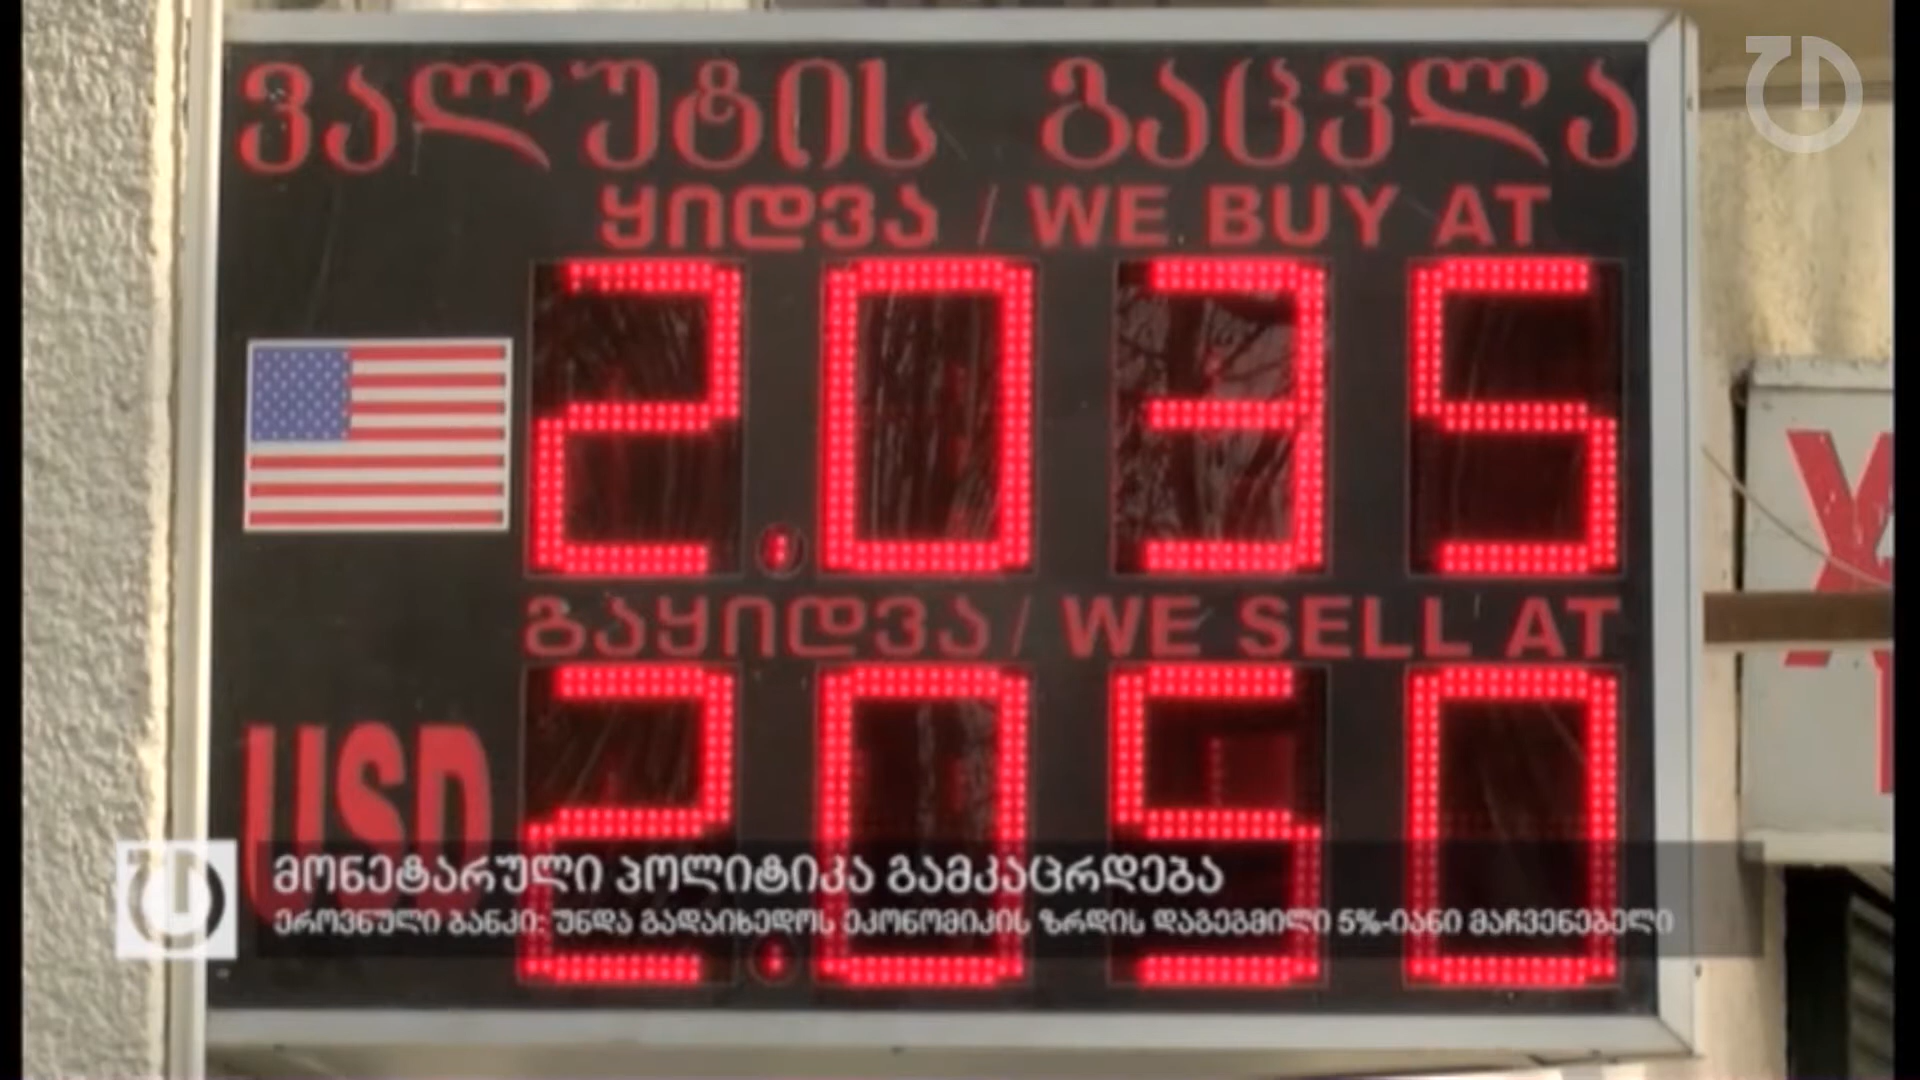 ვალუტის გაცვლა
ყიდვა / WE BUY AT
2.035
გაყიდვა / WE SELL AT
USD
2.050
მონეტარული პოლიტიკა გამკაცრდება
ეროვნული ბანკი: უნდა გადაიხედოს ეკონომიკის ზრდის დაგეგმილი 5%-იანი მაჩვენებელი